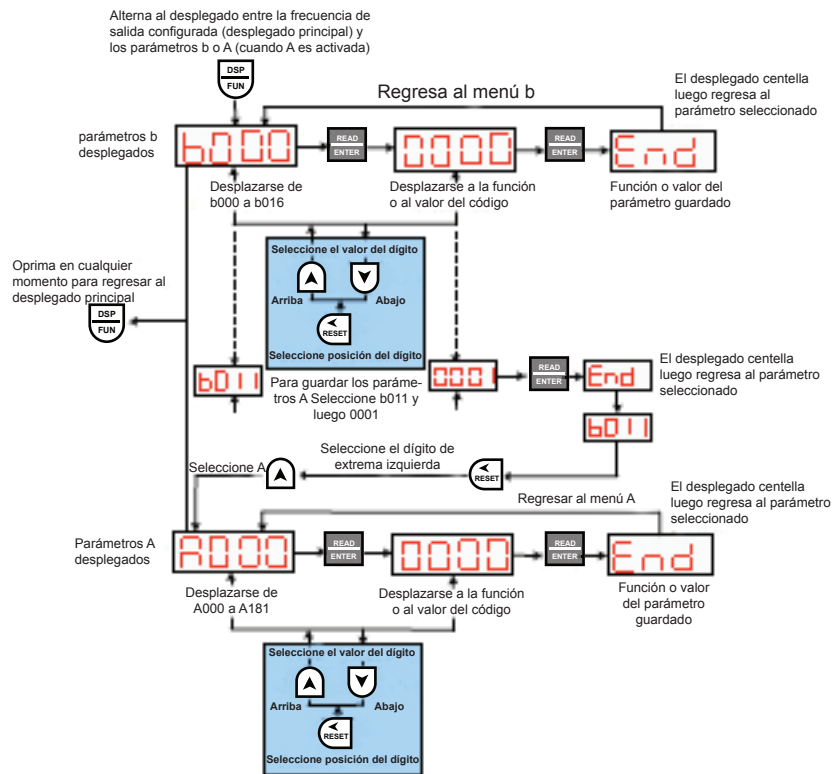 Alterna al desplegado entre la frecuencia de
salida configurada (desplegado principal) y
los parámetros b o A (cuando A es activada)
DSP
FUN
Regresa al menú b
El desplegado centella
luego regresa al
parámetro seleccionado
parámetros b
desplegados
b000
READ
ENTER
0000
READ
ENTER
End
Desplazarse de
b000 a b016
Desplazarse a la función
o al valor del código
Función o valor del
parámetro guardado
Seleccione el valor del dígito
Arriba
Abajo
RESET
Seleccione posición del dígito
Oprima en cualquier
momento para regresar al
desplegado principal
DSP
FUN
b011
Para guardar los paráme-
tros A Seleccione b011 y
luego 0001
0001
READ
ENTER
End
El desplegado centella
luego regresa al parámetro
seleccionado
b011
Seleccione el dígito de
extrema izquierda
Seleccione A
RESET
Regresar al menú A
El desplegado centella
luego regresa al parámetro
seleccionado
Parámetros A
desplegados
A000
READ
ENTER
0000
READ
ENTER
End
Desplazarse de
A000 a A181
Desplazarse a la función
o al valor del código
Función o valor
del parámetro
guardado
Seleccione el valor del dígito
Arriba
Abajo
RESET
Seleccione posición del dígito